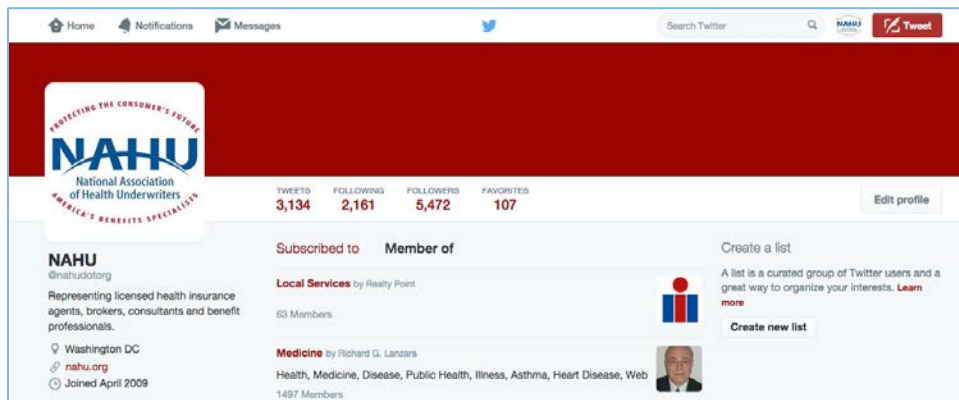 Home Notifications Messages Search Twitter Tweet
PROTECTING THE CONSUMER'S FUTURE
NAHU
National Association
of Health Underwriters
AMERICA'S BENEFITS SPECIALISTS
TWEETS FOLLOWING FOLLOWERS FAVORITES
3,134 2,161 5,472 107
Edit profile
NAHU
@nahudotorg
Representing licensed health insurance
agents, brokers, consultants and benefit
professionals.
Washington DC
nahu.org
Joined April 2009
Subscribed to Member of
Local Services by Realty Point
63 Members
Medicine by Richard G. Lanzara
Health, Medicine, Disease, Public Health, Illness, Asthma, Heart Disease, Web
1497 Members
Create a list
A list is a curated group of Twitter users and a
great way to organize your interests. Learn
more
Create new list